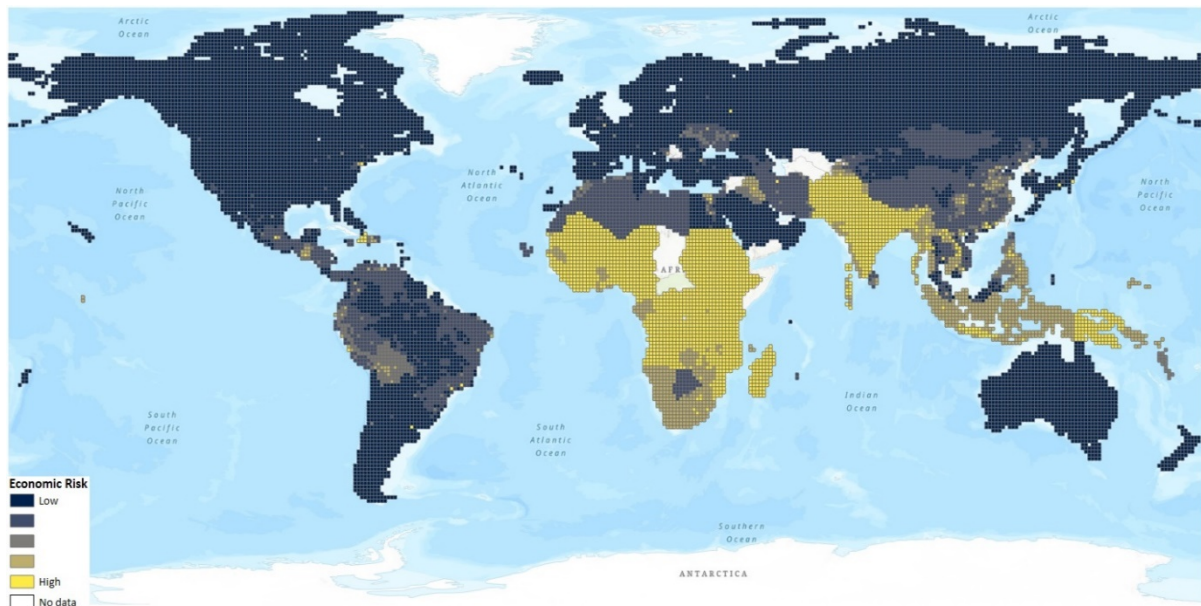 Arctic
Ocean
Arctic
Ocean
North
Pacific
Ocean
North
Atlantic
Ocean
North
Pacific
Ocean
AFR
South
Pacific
Ocean
South
Atlantic
Ocean
Indian
Ocean
Southern
Ocean
ANTARCTICA
Economic Risk
Low
High
No data